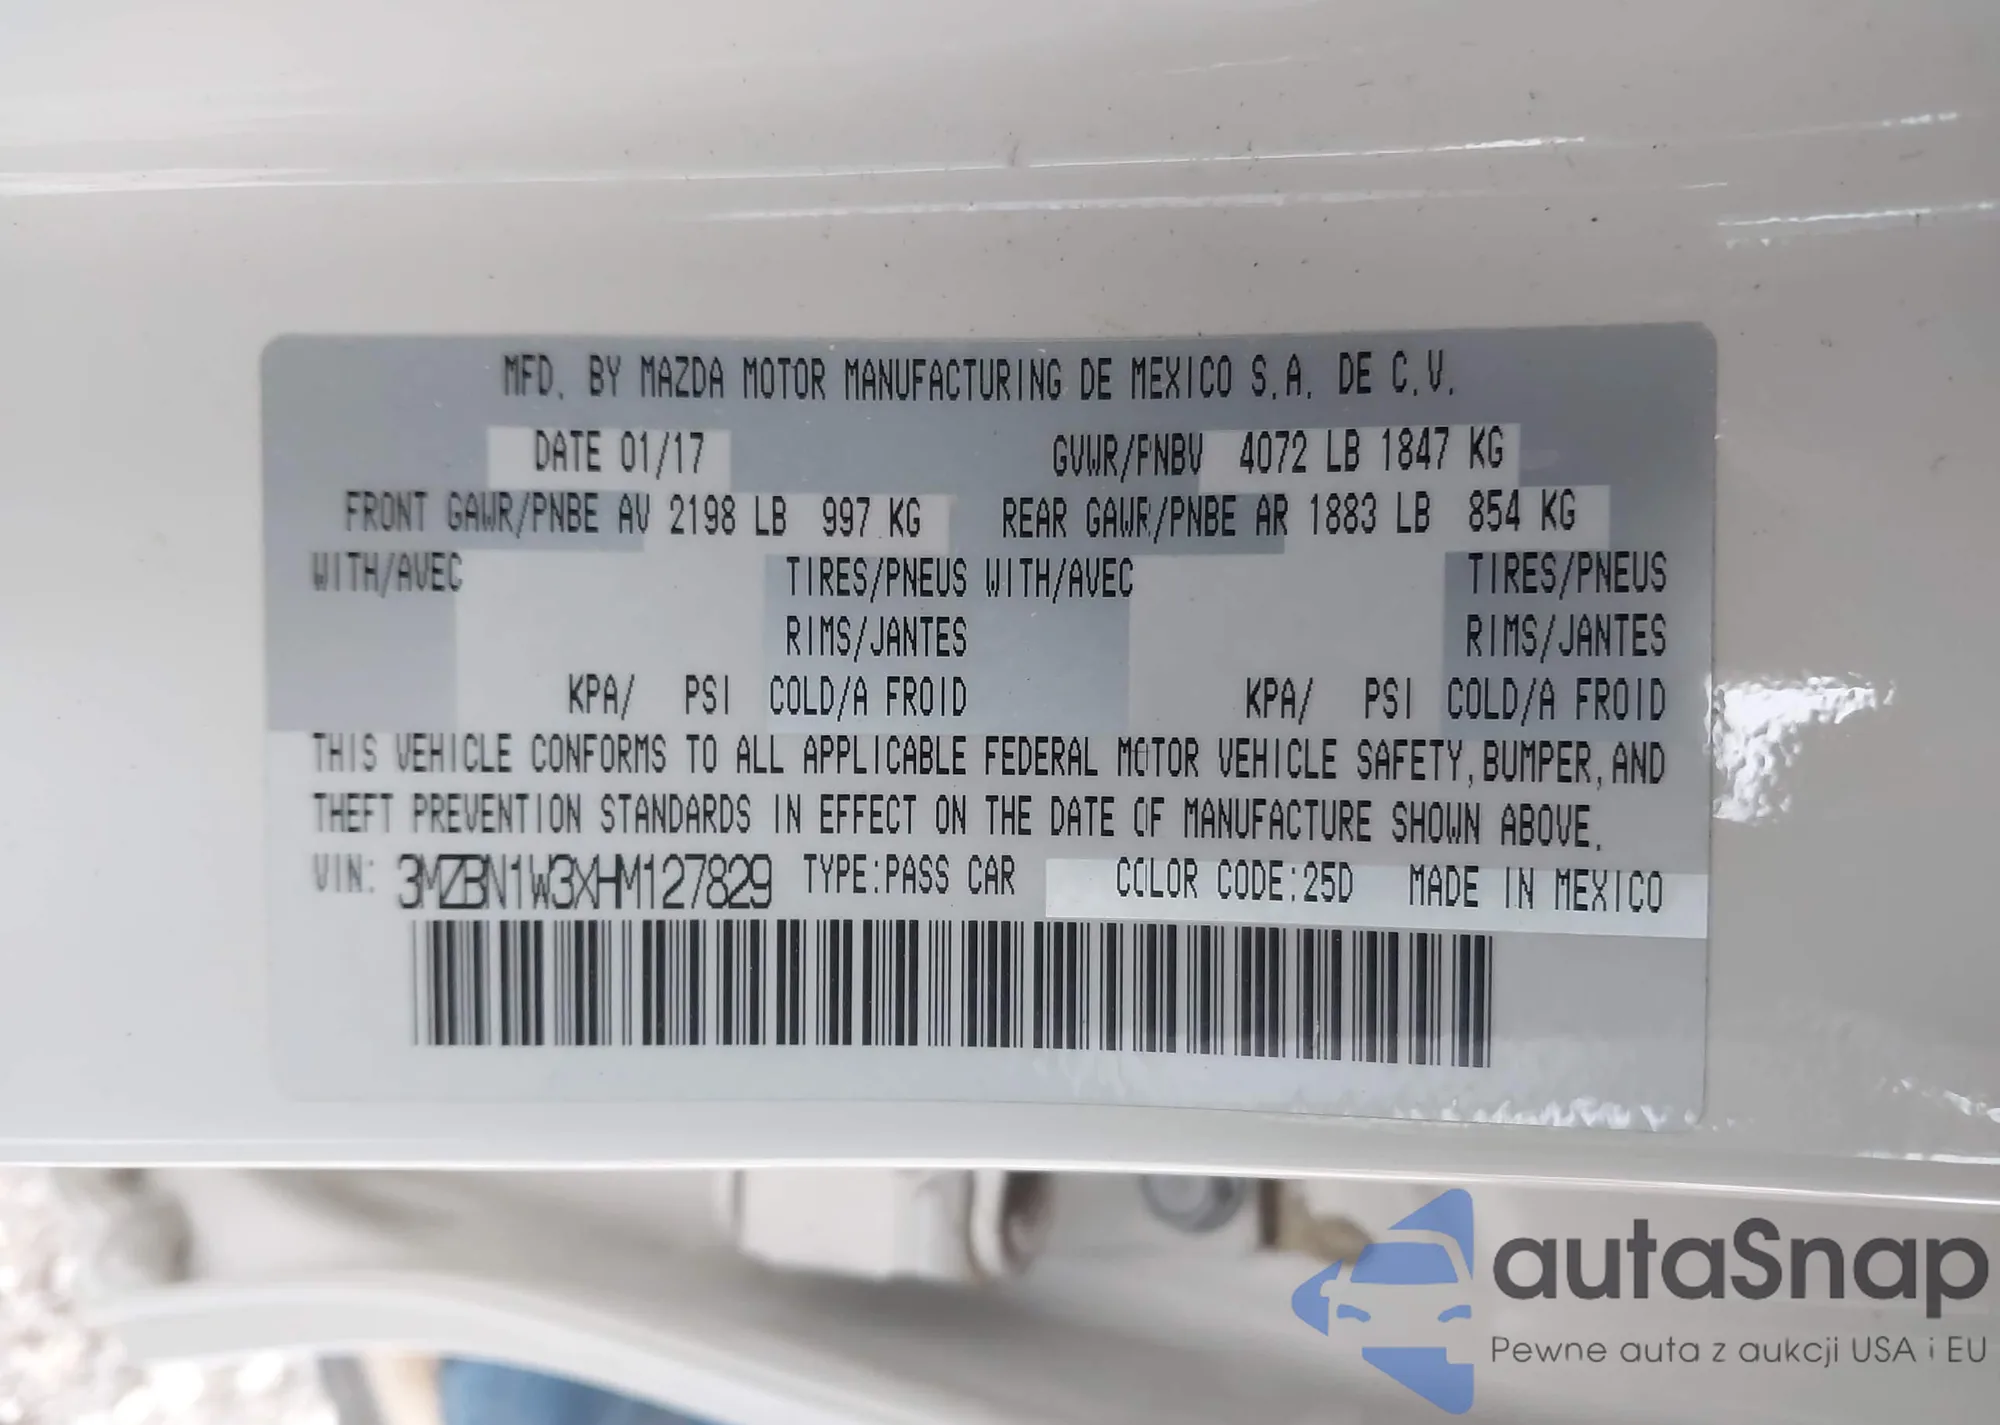 MFD. BY MAZDA MOTOR MANUFACTURING DE MEXICO S.A. DE C.V.
DATE 01/17 GVWR/PNBV 4072 LB 1847 KG
FRONT GAWR/PNBE AV 2198 LB 997 KG REAR GAWR/PNBE AR 1883 LB 854 KG
WITH/AVEC TIRES/PNEUS WITH/AVEC TIRES/PNEUS
RIMS/JANTES RIMS/JANTES
KPA/ PSI COLD/A FROID KPA/ PSI COLD/A FROID
THIS VEHICLE CONFORMS TO ALL APPLICABLE FEDERAL MOTOR VEHICLE SAFETY, BUMPER, AND
THEFT PREVENTION STANDARDS IN EFFECT ON THE DATE OF MANUFACTURE SHOWN ABOVE.
VIN: 3MZBN1W3XHM127829 TYPE:PASS CAR COLOR CODE:25D MADE IN MEXICO
autaSnap
Pewne auta z aukcji USA i EU